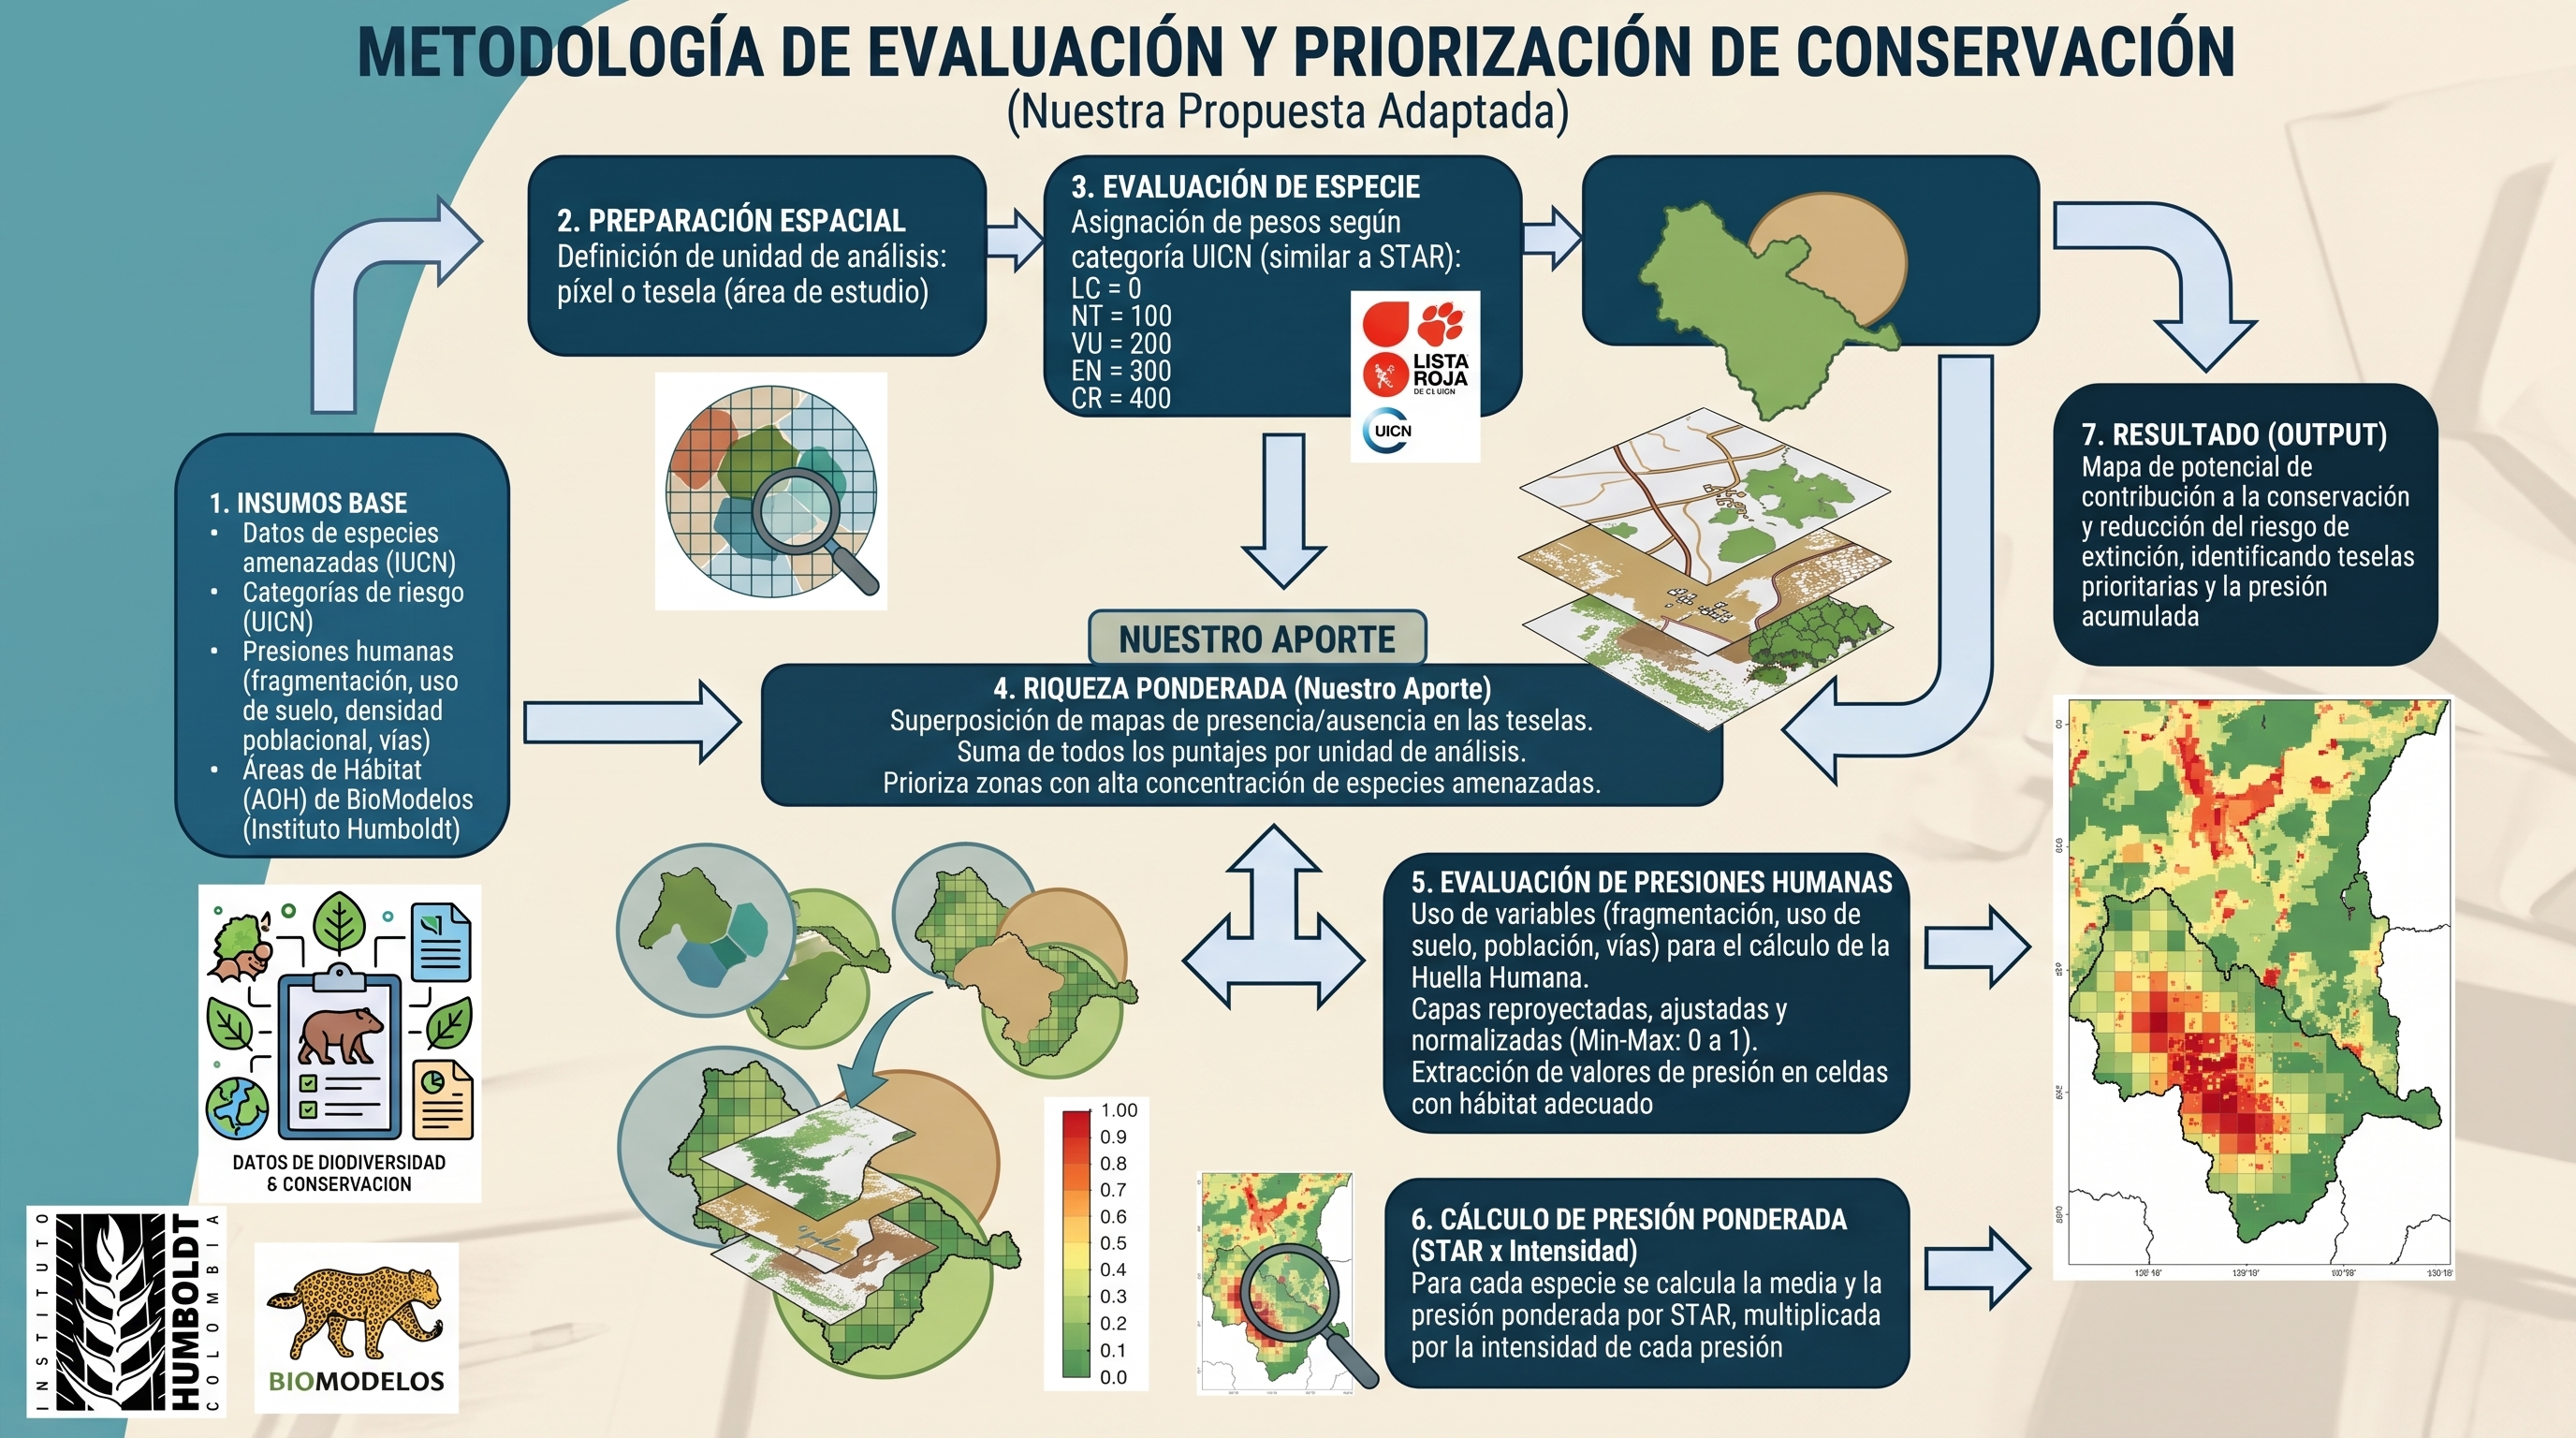 METODOLOGÍA DE EVALUACIÓN Y PRIORIZACIÓN DE CONSERVACIÓN
(Nuestra Propuesta Adaptada)
1. INSUMOS BASE
• Datos de especies
amenazadas (IUCN)
• Categorías de riesgo
(UICN)
• Presiones humanas
(fragmentación, uso
de suelo, densidad
poblacional, vías)
• Áreas de Hábitat
(AOH) de BioModelos
(Instituto Humboldt)
DATOS DE DIODIVERSIDAD
& CONSERVACION
INSTITUTO
HUMBOLDT
COLOMBIA
BIOMODELOS
2. PREPARACIÓN ESPACIAL
Definición de unidad de análisis:
píxel o tesela (área de estudio)
3. EVALUACIÓN DE ESPECIE
Asignación de pesos según
categoría UICN (similar a STAR):
LC = 0
NT = 100
VU = 200
EN = 300
CR = 400
LISTA
ROJA
UICN
NUESTRO APORTE
4. RIQUEZA PONDERADA (Nuestro Aporte)
Superposición de mapas de presencia/ausencia en las teselas.
Suma de todos los puntajes por unidad de análisis.
Prioriza zonas con alta concentración de especies amenazadas.
1.00
0.9
0.8
0.7
0.6
0.5
0.4
0.3
0.2
0.1
0.0
5. EVALUACIÓN DE PRESIONES HUMANAS
Uso de variables (fragmentación, uso de
suelo, población, vías) para el cálculo de la
Huella Humana.
Capas reproyectadas, ajustadas y
normalizadas (Min-Max: 0 a 1).
Extracción de valores de presión en celdas
con hábitat adecuado
6. CÁLCULO DE PRESIÓN PONDERADA
(STAR x Intensidad)
Para cada especie se calcula la media y la
presión ponderada por STAR, multiplicada
por la intensidad de cada presión
7. RESULTADO (OUTPUT)
Mapa de potencial de
contribución a la conservación
y reducción del riesgo de
extinción, identificando teselas
prioritarias y la presión
acumulada